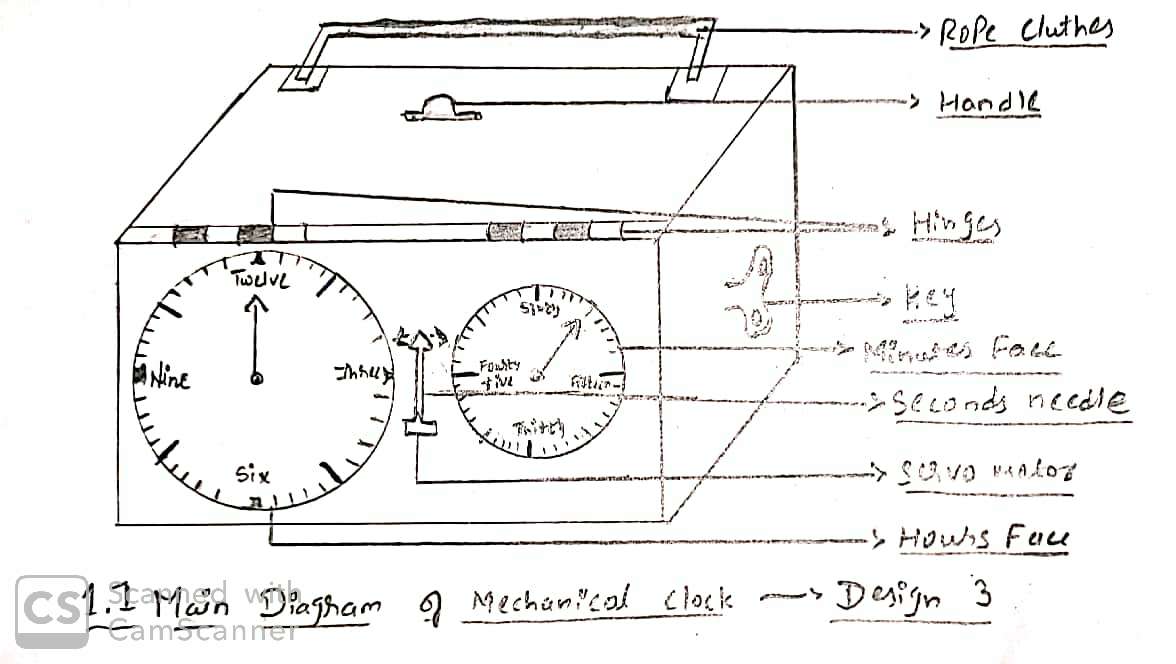 Rope Cluthes
Handle
Hinges
Key
Minutes Face
Seconds needle
Servo motor
Hours Face
Twelve
Three
Six
Nine
Sixty
Fifteen
Thirty
Fourty
five
1.1 Main Diagram of Mechanical clock → Design 3
CS
Scanned with
CamScanner